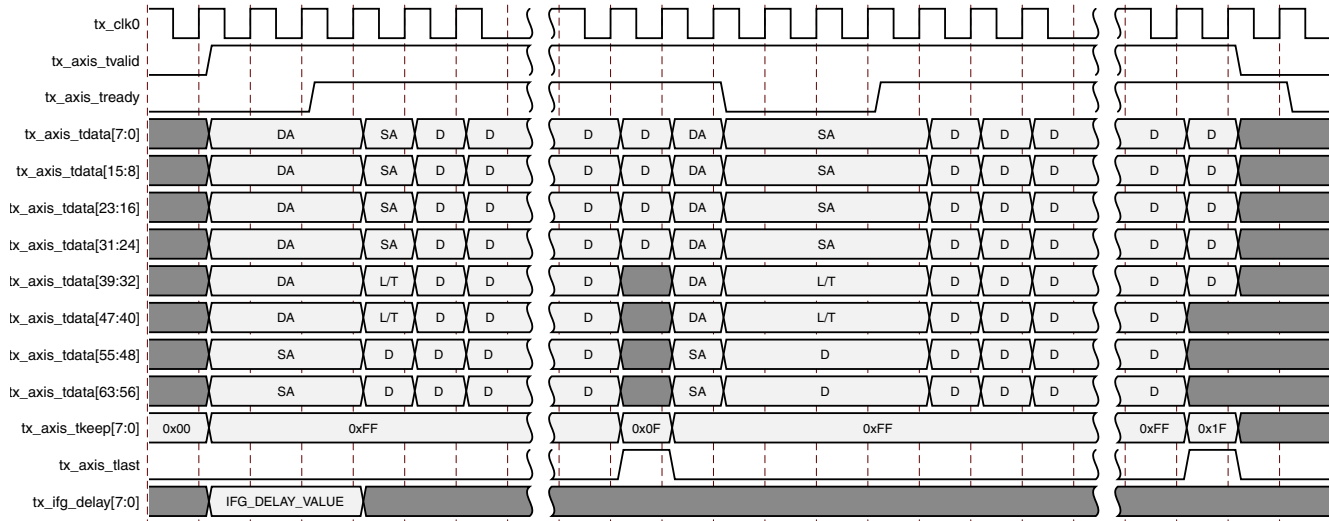 tx_clk0
tx_axis_tvalid
tx_axis_tready
tx_axis_tdata[7:0] DA SA D D D D DA SA D D D D D
tx_axis_tdata[15:8] DA SA D D D D DA SA D D D D D
tx_axis_tdata[23:16] DA SA D D D D DA SA D D D D D
tx_axis_tdata[31:24] DA SA D D D D DA SA D D D D D
tx_axis_tdata[39:32] DA L/T D D D DA L/T D D D D D
tx_axis_tdata[47:40] DA L/T D D D DA L/T D D D D
tx_axis_tdata[55:48] SA D D D D SA D D D D D
tx_axis_tdata[63:56] SA D D D D SA D D D D D
tx_axis_tkeep[7:0] 0x00 0xFF 0x0F 0xFF 0xFF 0x1F
tx_axis_tlast
tx_ifg_delay[7:0] IFG_DELAY_VALUE